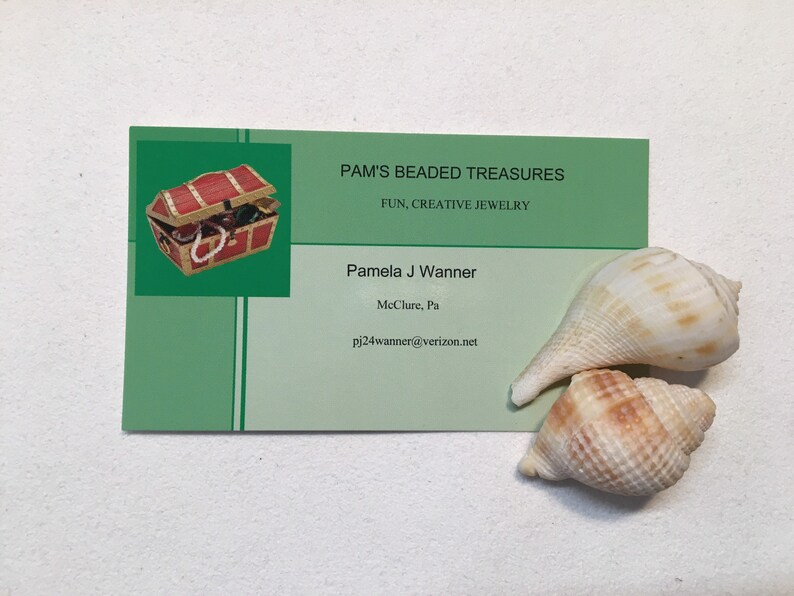 PAM'S BEADED TREASURES
FUN, CREATIVE JEWELRY
Pamela J Wanner
McClure, Pa
pj24wanner@verizon.net